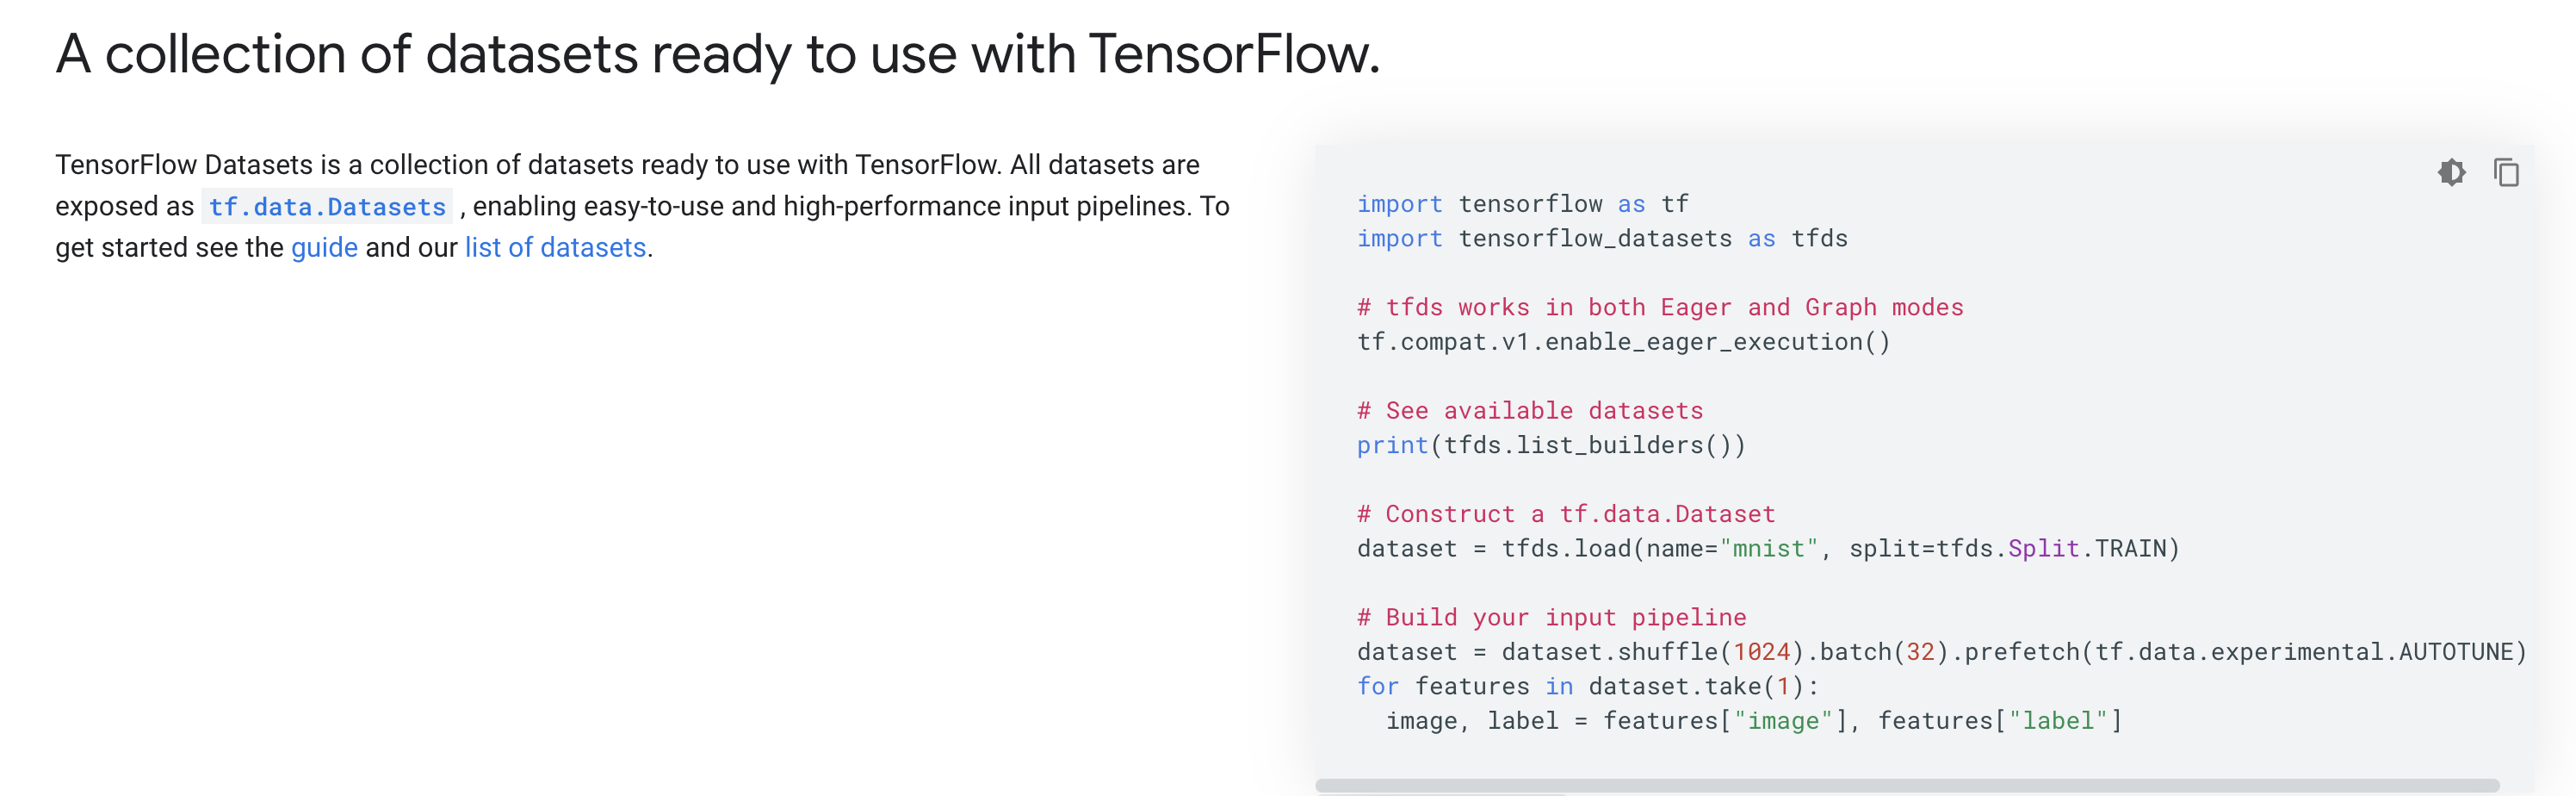 A collection of datasets ready to use with TensorFlow.
TensorFlow Datasets is a collection of datasets ready to use with TensorFlow. All datasets are
exposed as tf.data.Datasets , enabling easy-to-use and high-performance input pipelines. To
get started see the guide and our list of datasets.
import tensorflow as tf
import tensorflow_datasets as tfds
# tfds works in both Eager and Graph modes
tf.compat.v1.enable_eager_execution()
# See available datasets
print(tfds.list_builders())
# Construct a tf.data.Dataset
dataset = tfds.load(name="mnist", split=tfds.Split.TRAIN)
# Build your input pipeline
dataset = dataset.shuffle(1024).batch(32).prefetch(tf.data.experimental.AUTOTUNE)
for features in dataset.take(1):
  image, label = features["image"], features["label"]